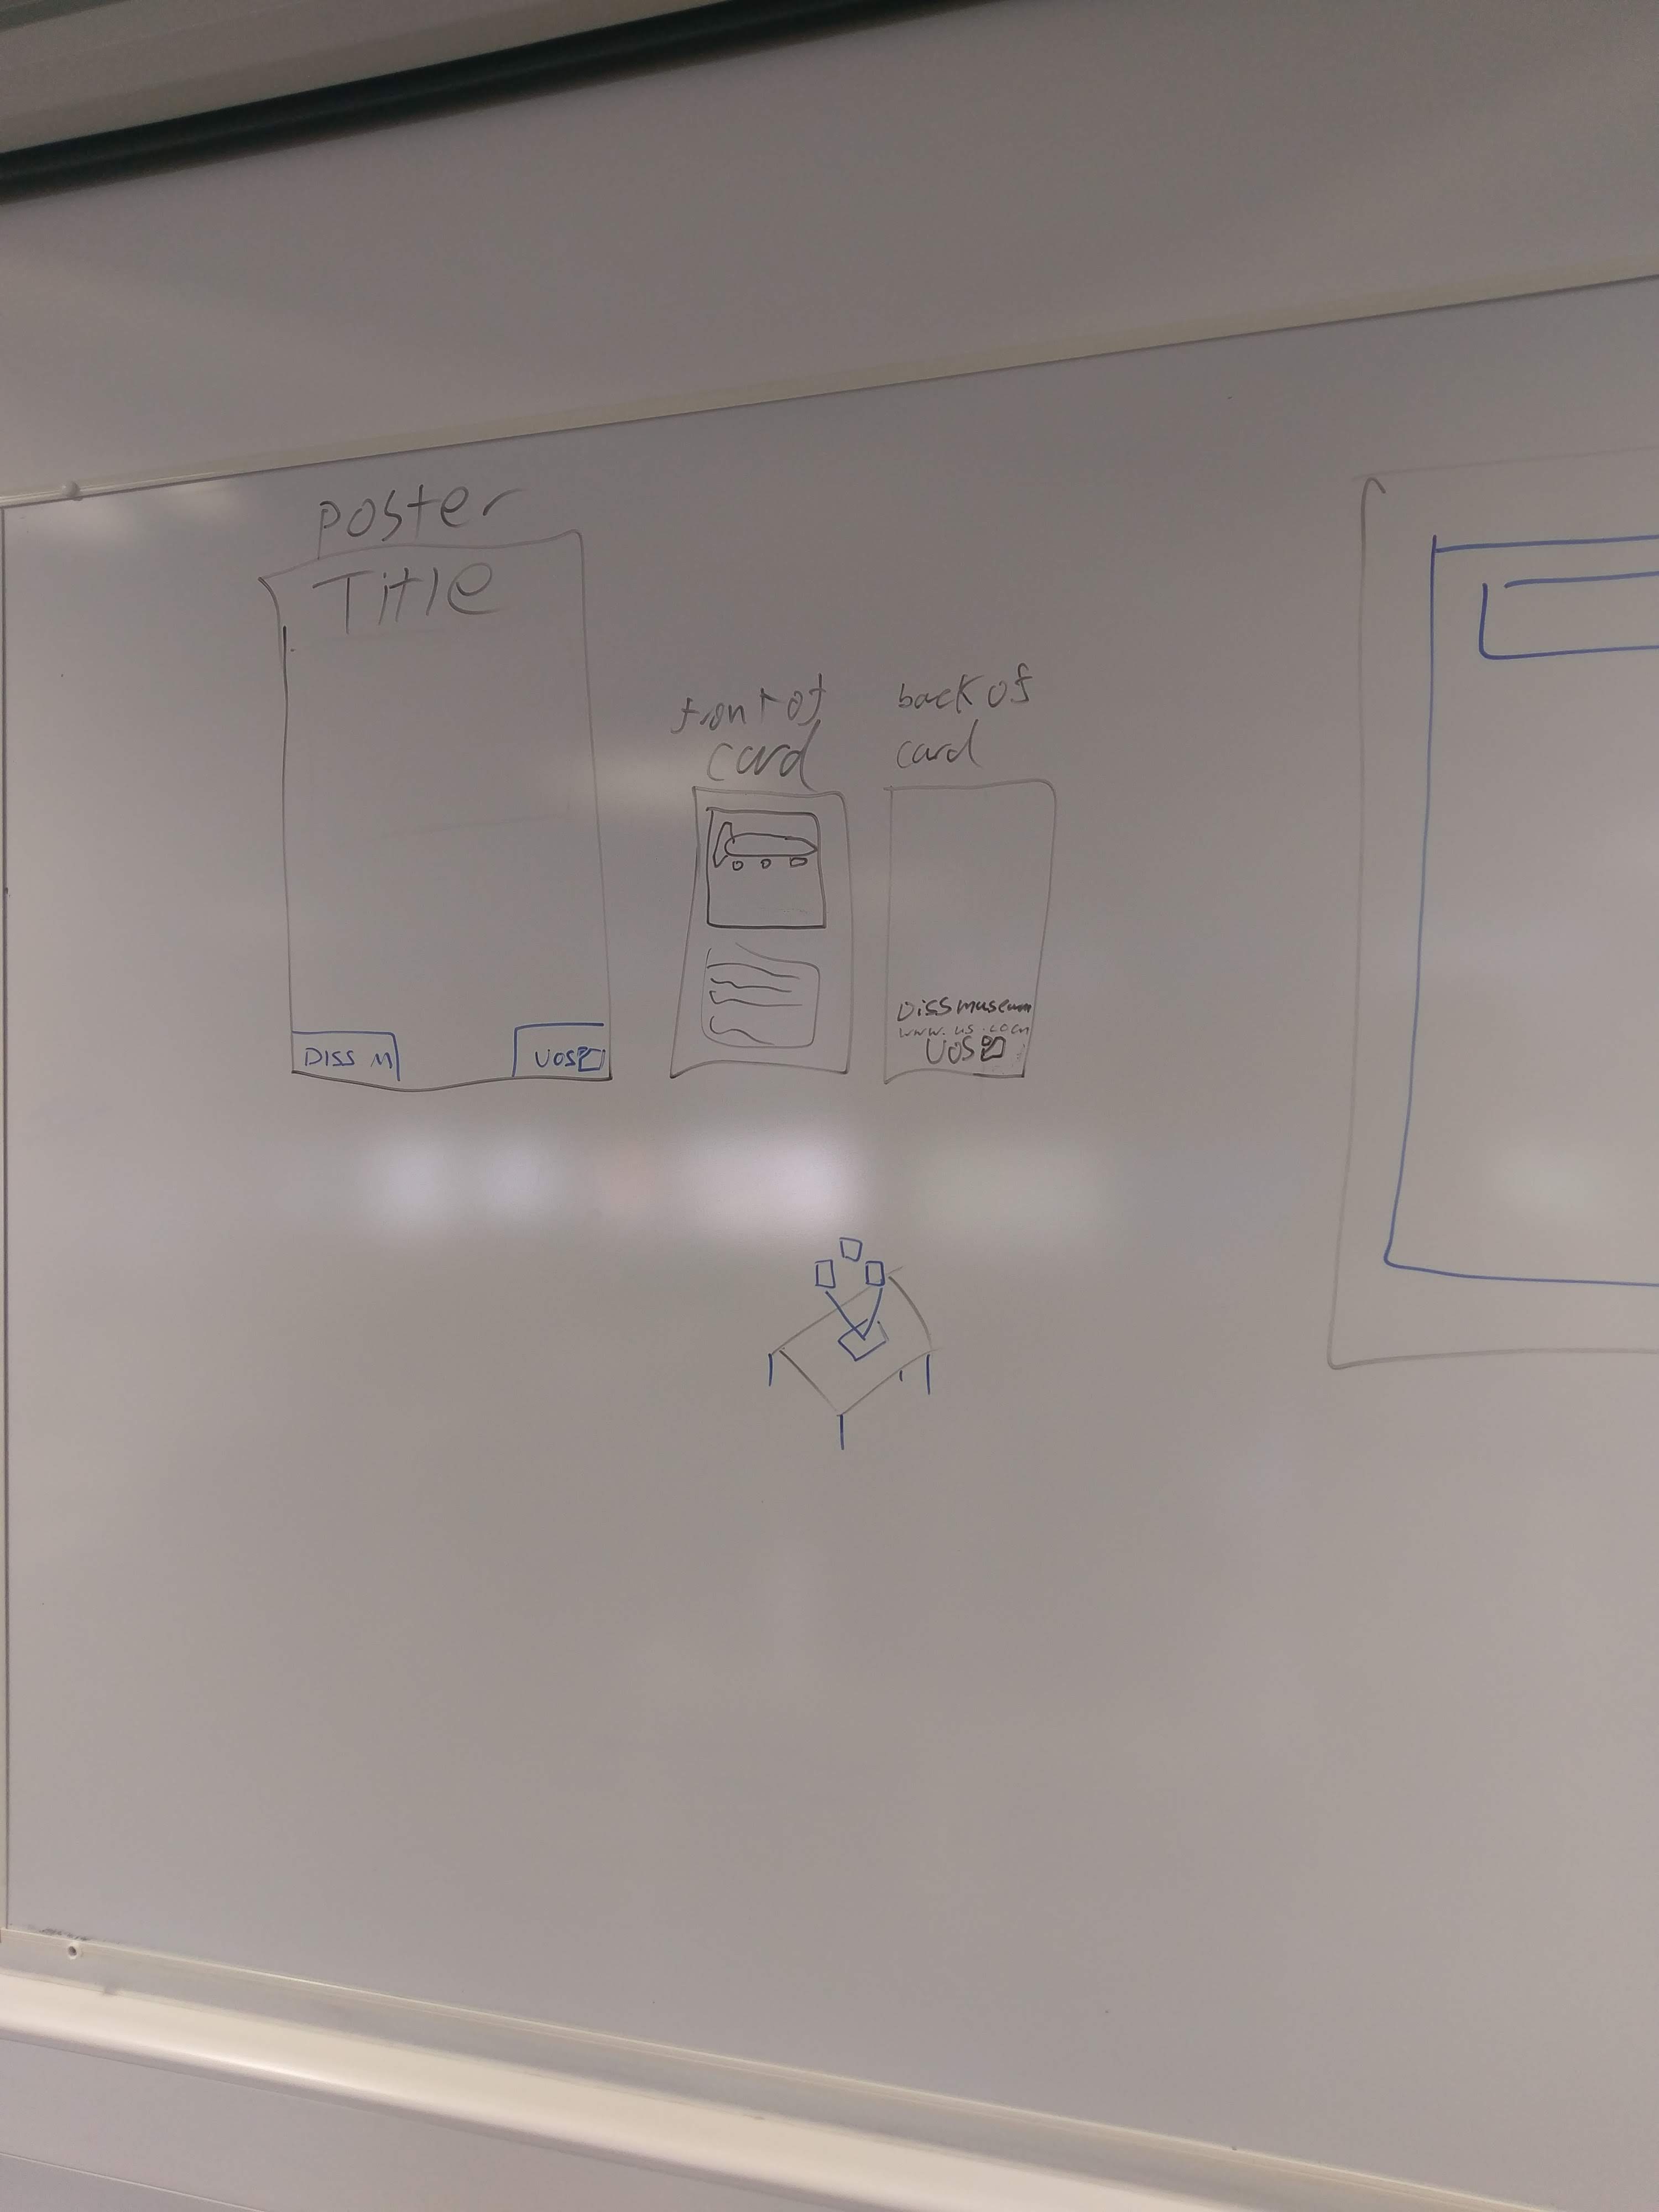 poster
Title
DISS M
UOS
front of
card
back of
card
Diss museum
www.us.com
UOS